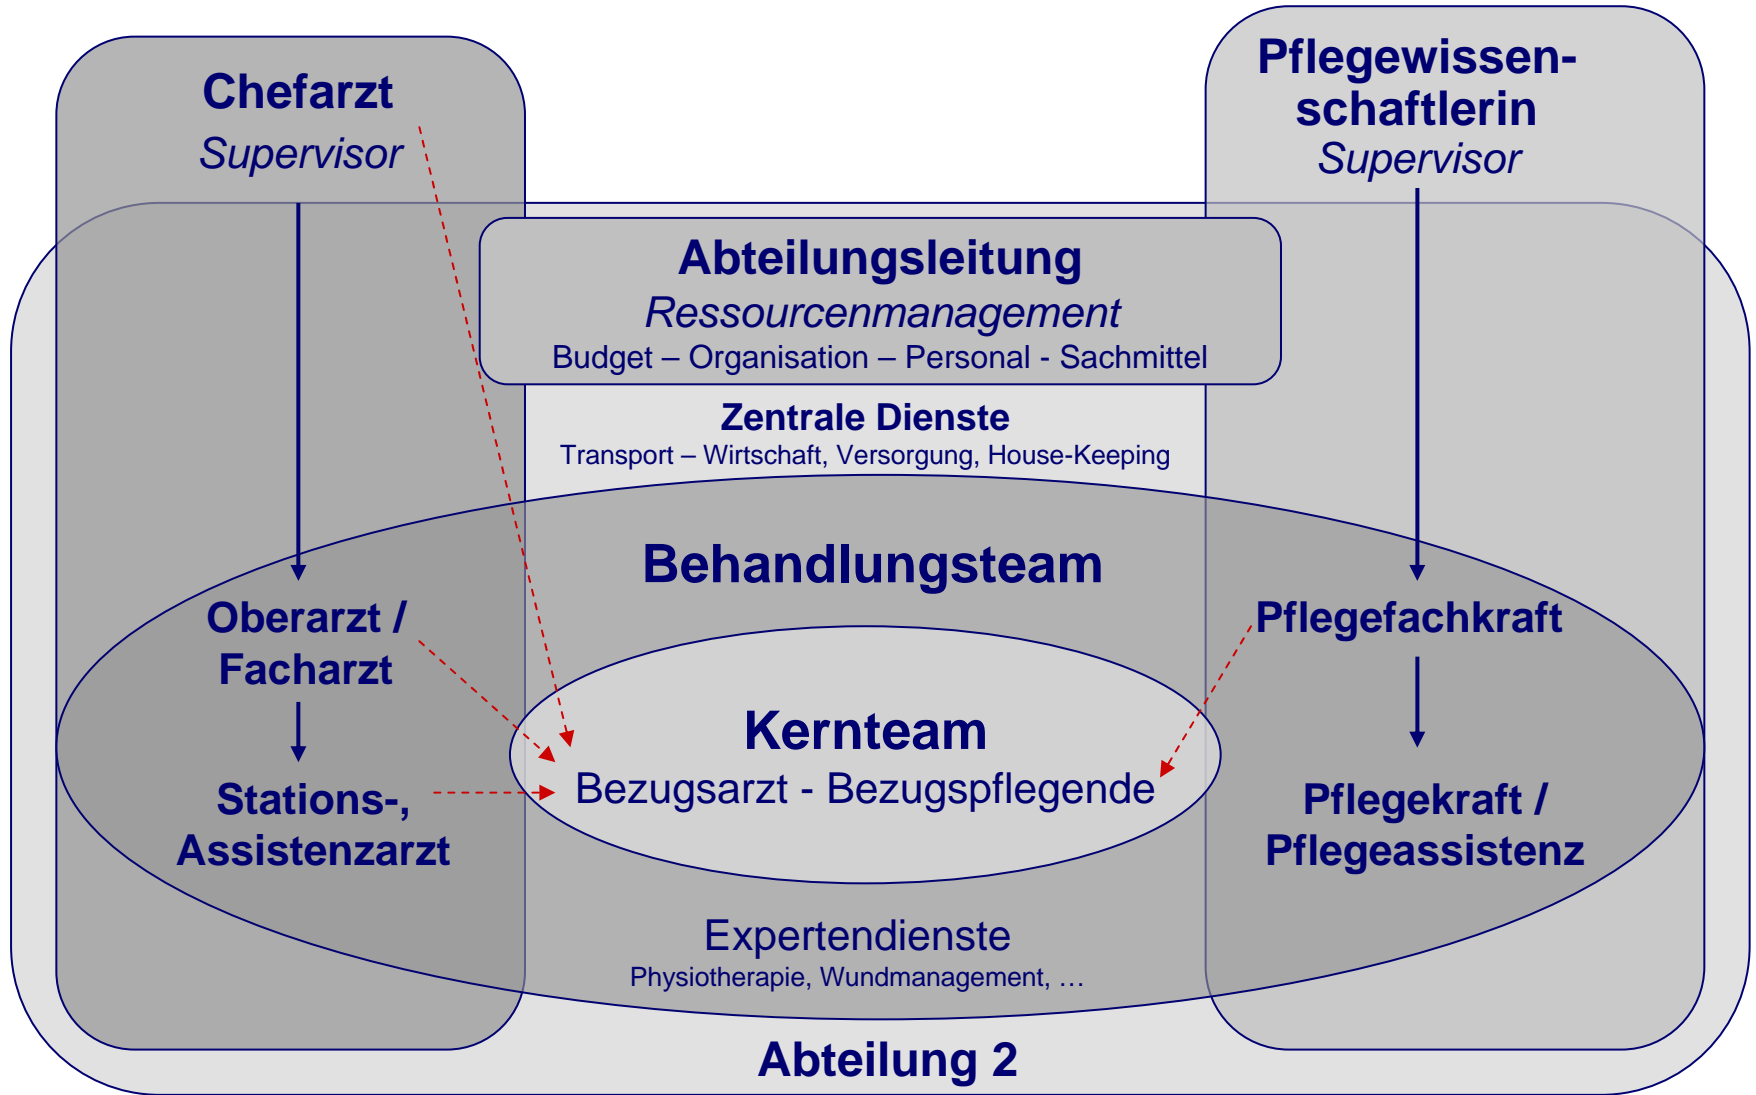 Chefarzt
Supervisor
Pflegewissen-
schaftlerin
Supervisor
Abteilungsleitung
Ressourcenmanagement
Budget – Organisation – Personal - Sachmittel
Zentrale Dienste
Transport – Wirtschaft, Versorgung, House-Keeping
Behandlungsteam
Oberarzt /
Facharzt
Pflegefachkraft
Kernteam
Bezugsarzt - Bezugspflegende
Stations-,
Assistenzarzt
Pflegekraft /
Pflegeassistenz
Expertendienste
Physiotherapie, Wundmanagement, …
Abteilung 2